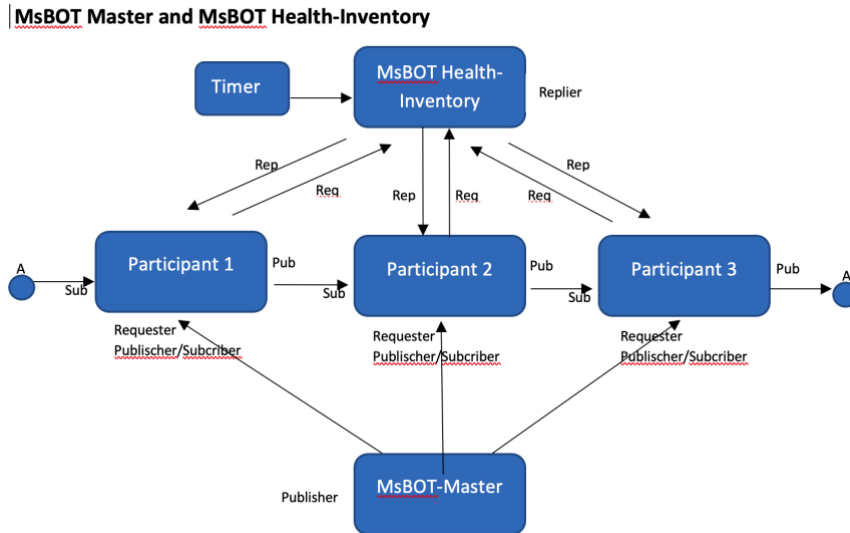 MsBOT Master and MsBOT Health-Inventory
Timer
MsBOT Health-
Inventory
Replier
Rep
Req
Rep
Req
Req
Rep
A
Sub
Participant 1
Pub
Sub
Participant 2
Pub
Sub
Participant 3
Pub
A
Requester
Publischer/Subcriber
Requester
Publischer/Subcriber
Requester
Publischer/Subcriber
Publisher
MsBOT-Master